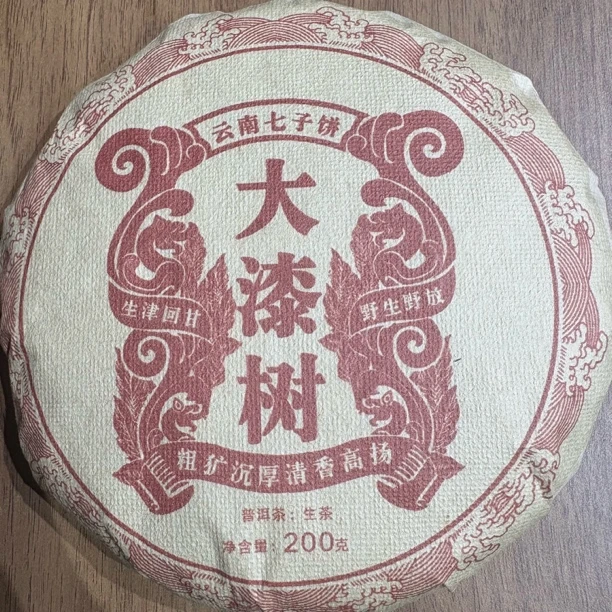 云南七子饼
大漆树
生津回甘
野生野放
粗犷沉厚清香高扬
普洱茶：生茶
净含量：200克